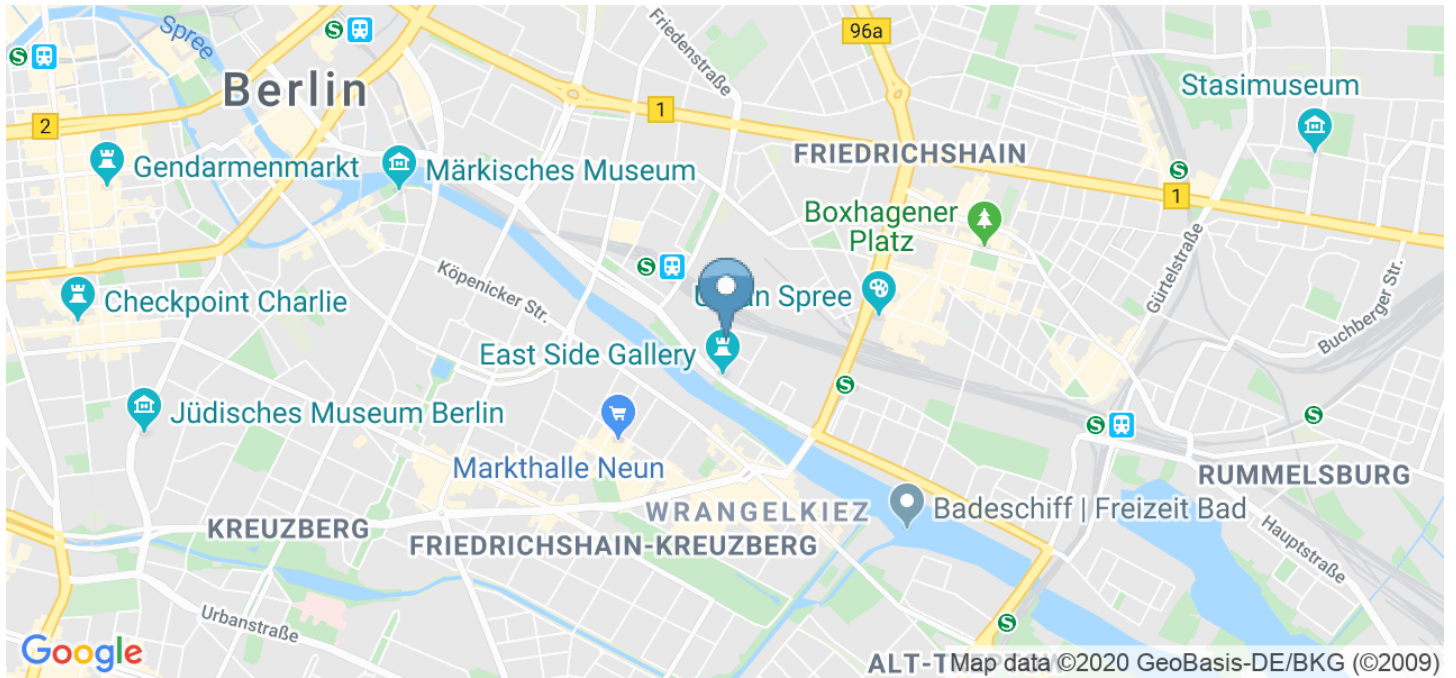 Spree
Friedenstraße
96a
S
S
Berlin
Stasimuseum
2
1
Gendarmenmarkt
Märkisches Museum
FRIEDRICHSHAIN
S
1
Boxhagener
Platz
Köpenicker Str.
S
Gürtelstraße
Checkpoint Charlie
Spree
Buchberger Str.
East Side Gallery
S
Jüdisches Museum Berlin
S
S
Markthalle Neun
RUMMELSBURG
WRANGELKIEZ
Badeschiff | Freizeit Bad
KREUZBERG
FRIEDRICHSHAIN-KREUZBERG
Hauptstraße
Urbanstraße
S
Google
ALT-T
Map data ©2020 GeoBasis-DE/BKG (©2009)